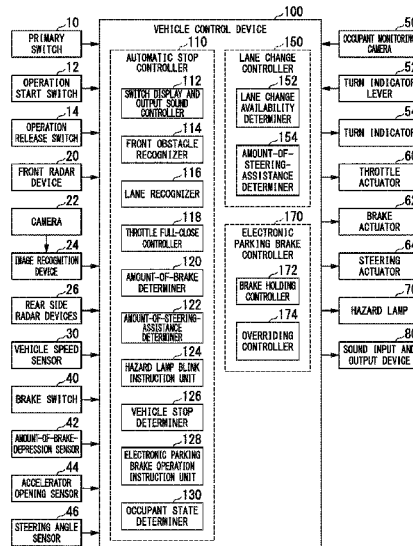 10
PRIMARY
SWITCH
12
OPERATION
START SWITCH
14
OPERATION
RELEASE SWITCH
20
FRONT RADAR
DEVICE
22
CAMERA
24
IMAGE RECOGNITION
DEVICE
26
REAR SIDE
RADAR DEVICES
30
VEHICLE SPEED
SENSOR
40
BRAKE SWITCH
42
AMOUNT-OF-BRAKE-
DEPRESSION SENSOR
44
ACCELERATOR
OPENING SENSOR
46
STEERING ANGLE
SENSOR
100
VEHICLE CONTROL DEVICE
110
AUTOMATIC STOP
CONTROLLER
112
SWITCH DISPLAY AND
OUTPUT SOUND
CONTROLLER
114
FRONT OBSTACLE
RECOGNIZER
116
LANE RECOGNIZER
118
THROTTLE FULL-CLOSE
CONTROLLER
120
AMOUNT-OF-BRAKE
DETERMINER
122
AMOUNT-OF-STEERING-
ASSISTANCE
DETERMINER
124
HAZARD LAMP BLINK
INSTRUCTION UNIT
126
VEHICLE STOP
DETERMINER
128
ELECTRONIC PARKING
BRAKE OPERATION
INSTRUCTION UNIT
130
OCCUPANT STATE
DETERMINER
150
LANE CHANGE
CONTROLLER
152
LANE CHANGE
AVAILABILITY
DETERMINER
154
AMOUNT-OF-
STEERING-
ASSISTANCE
DETERMINER
170
ELECTRONIC
PARKING BRAKE
CONTROLLER
172
BRAKE HOLDING
CONTROLLER
174
OVERRIDING
CONTROLLER
50
OCCUPANT MONITORING
CAMERA
52
TURN INDICATOR
LEVER
54
TURN INDICATOR
60
THROTTLE
ACTUATOR
62
BRAKE
ACTUATOR
64
STEERING
ACTUATOR
70
HAZARD LAMP
80
SOUND INPUT AND
OUTPUT DEVICE